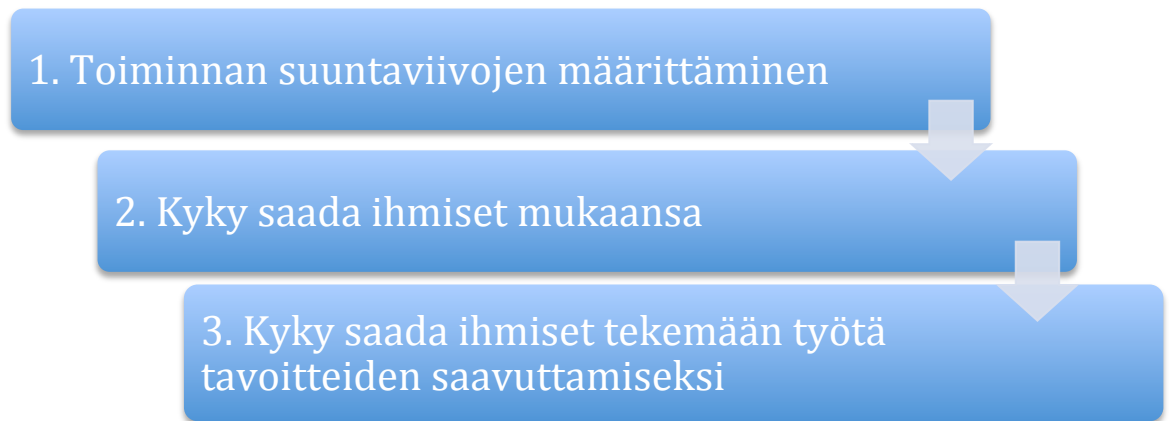 1. Toiminnan suuntaviivojen määrittäminen
2. Kyky saada ihmiset mukaansa
3. Kyky saada ihmiset tekemään työtä
tavoitteiden saavuttamiseksi